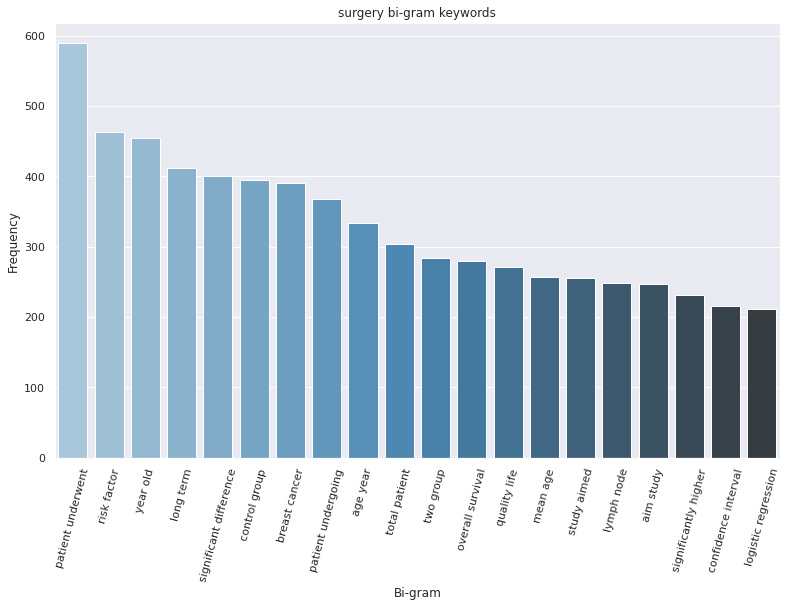 surgery bi-gram keywords
Frequency
600
500
400
300
200
100
0
patient underwent
risk factor
year old
long term
significant difference
control group
breast cancer
patient undergoing
age year
total patient
two group
overall survival
quality life
mean age
study aimed
lymph node
aim study
significantly higher
confidence interval
logistic regression
Bi-gram